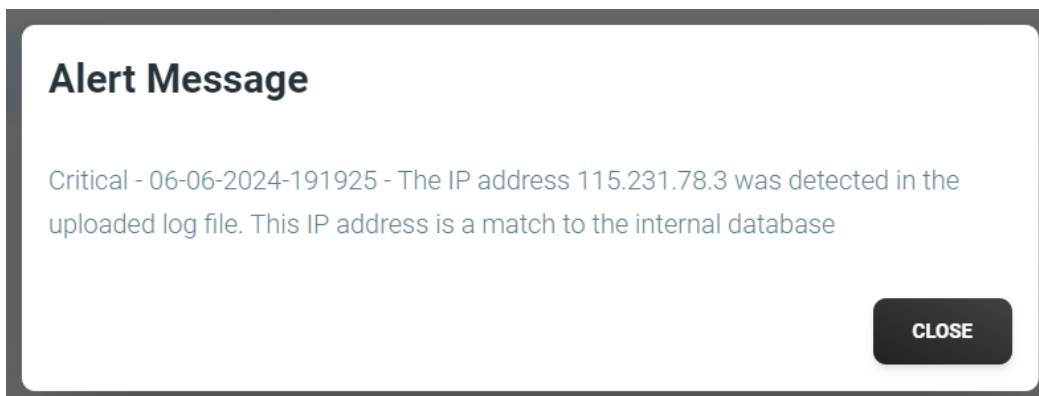 Alert Message
Critical - 06-06-2024-191925 - The IP address 115.231.78.3 was detected in the
uploaded log file. This IP address is a match to the internal database
CLOSE